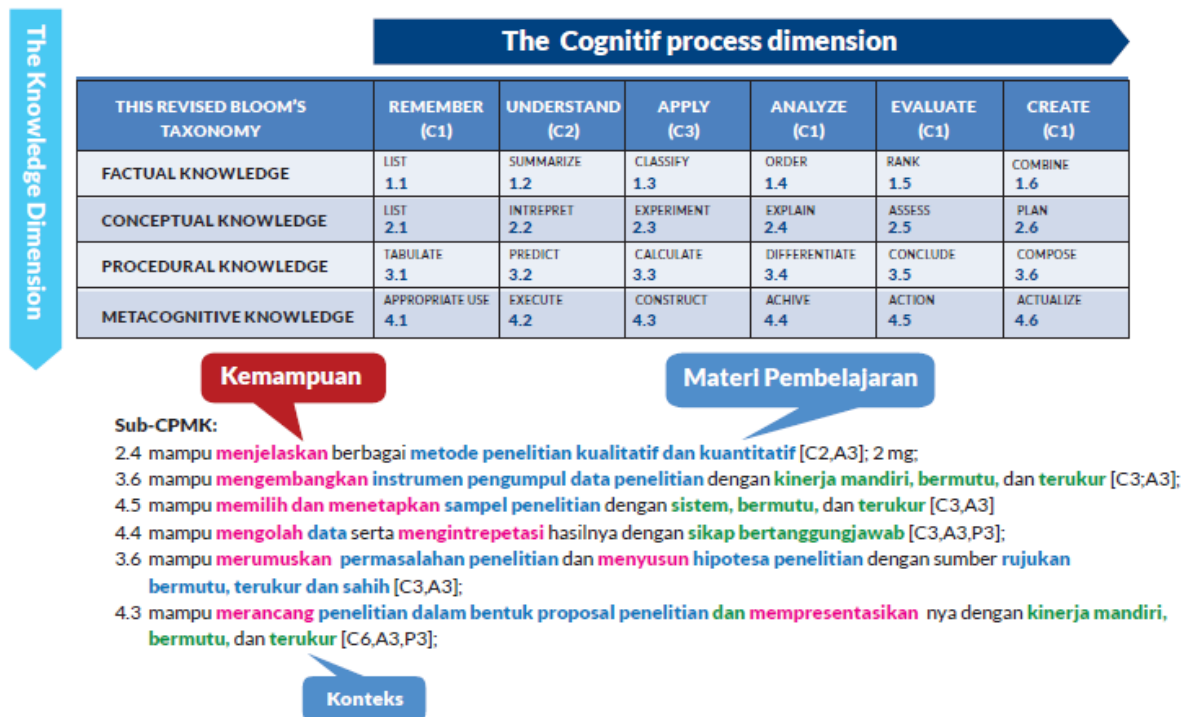 The Knowledge Dimension
The Cognitif process dimension
THIS REVISED BLOOM'S TAXONOMY
REMEMBER (C1)
UNDERSTAND (C2)
APPLY (C3)
ANALYZE (C1)
EVALUATE (C1)
CREATE (C1)
FACTUAL KNOWLEDGE
LIST 1.1
SUMMARIZE 1.2
CLASSIFY 1.3
ORDER 1.4
RANK 1.5
COMBINE 1.6
CONCEPTUAL KNOWLEDGE
LIST 2.1
INTREPRET 2.2
EXPERIMENT 2.3
EXPLAIN 2.4
ASSESS 2.5
PLAN 2.6
PROCEDURAL KNOWLEDGE
TABULATE 3.1
PREDICT 3.2
CALCULATE 3.3
DIFFERENTIATE 3.4
CONCLUDE 3.5
COMPOSE 3.6
METACOGNITIVE KNOWLEDGE
APPROPRIATE USE 4.1
EXECUTE 4.2
CONSTRUCT 4.3
ACHIVE 4.4
ACTION 4.5
ACTUALIZE 4.6
Kemampuan
Materi Pembelajaran
Sub-CPMK:
2.4 mampu menjelaskan berbagai metode penelitian kualitatif dan kuantitatif [C2,A3]; 2 mg;
3.6 mampu mengembangkan instrumen pengumpul data penelitian dengan kinerja mandiri, bermutu, dan terukur [C3;A3];
4.5 mampu memilih dan menetapkan sampel penelitian dengan sistem, bermutu, dan terukur [C3,A3]
4.4 mampu mengolah data serta mengintrepetasi hasilnya dengan sikap bertanggungjawab [C3,A3,P3];
3.6 mampu merumuskan permasalahan penelitian dan menyusun hipotesa penelitian dengan sumber rujukan
bermutu, terukur dan sahih [C3,A3];
4.3 mampu merancang penelitian dalam bentuk proposal penelitian dan mempresentasikan nya dengan kinerja mandiri,
bermutu, dan terukur [C6,A3,P3];
Konteks